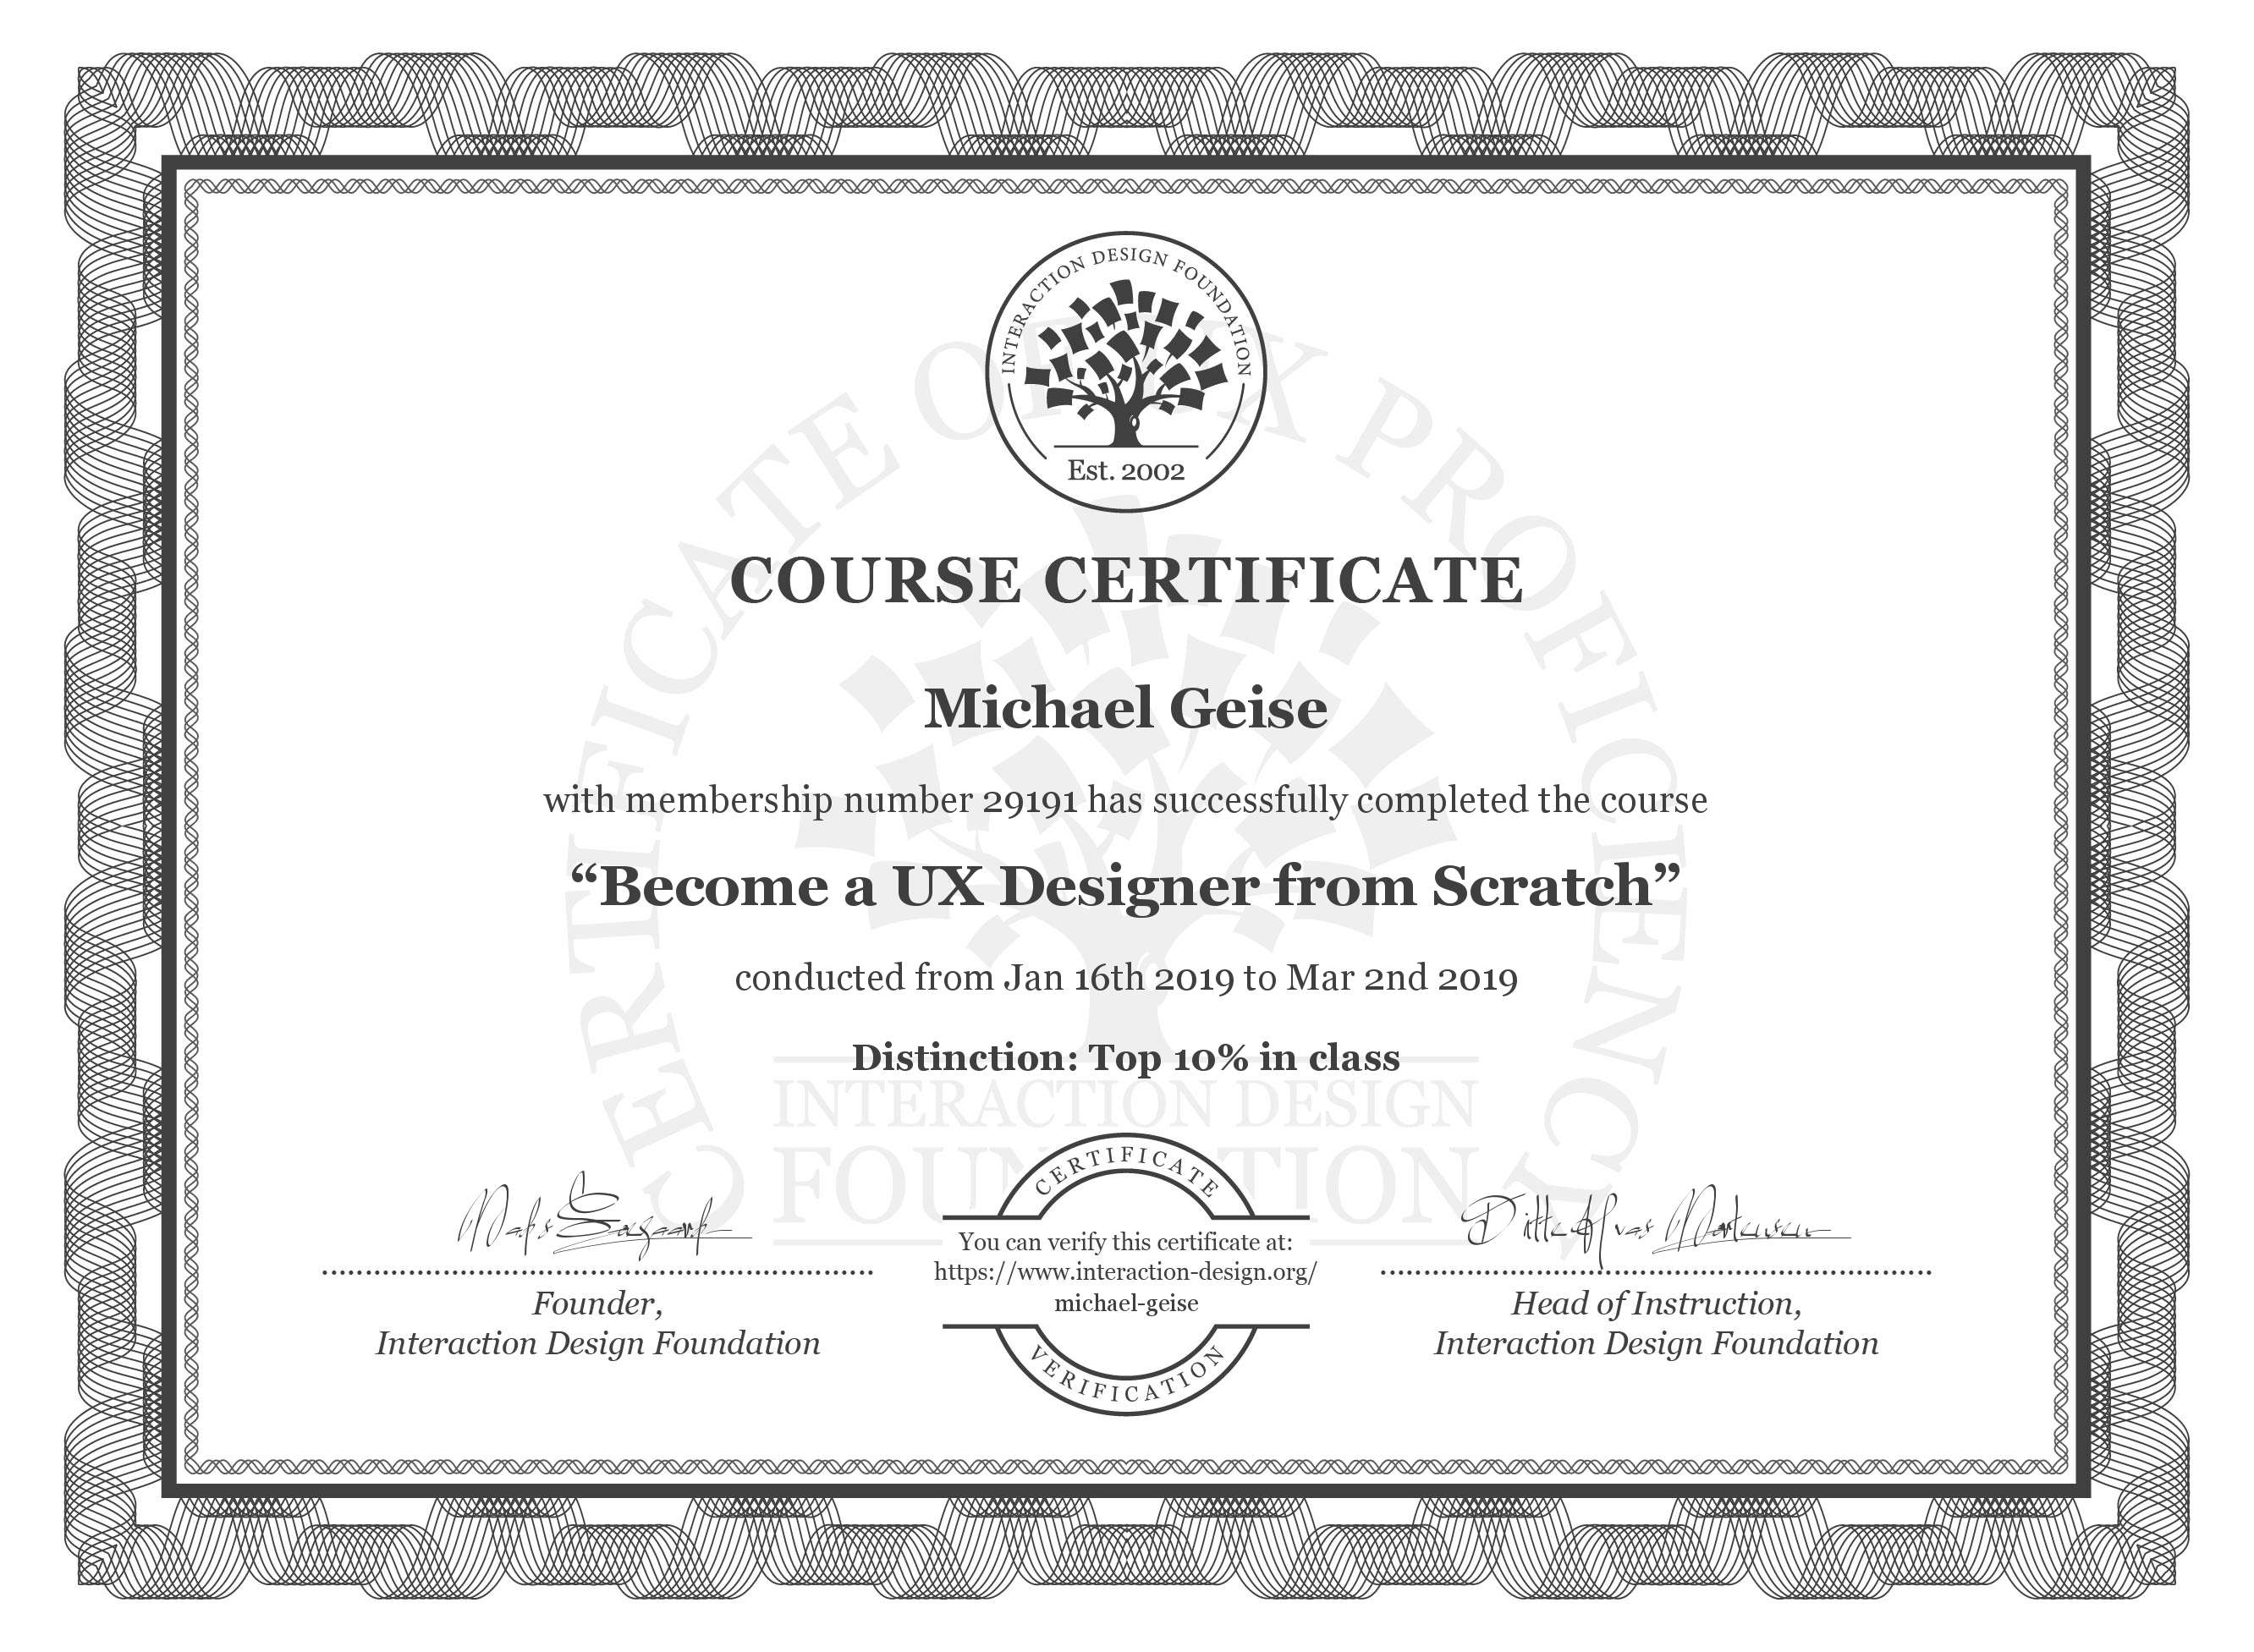 INTERACTION DESIGN FOUNDATION
Est. 2002
CERTIFICATE OF UX PROFICIENCY
COURSE CERTIFICATE
Michael Geise
with membership number 29191 has successfully completed the course
“Become a UX Designer from Scratch”
conducted from Jan 16th 2019 to Mar 2nd 2019
Distinction: Top 10% in class
INTERACTION DESIGN
FOUNDATION
CERTIFICATE
You can verify this certificate at:
https://www.interaction-design.org/
michael-geise
VERIFICATION
Founder,
Interaction Design Foundation
Ditte Hvas Mortensen
Head of Instruction,
Interaction Design Foundation